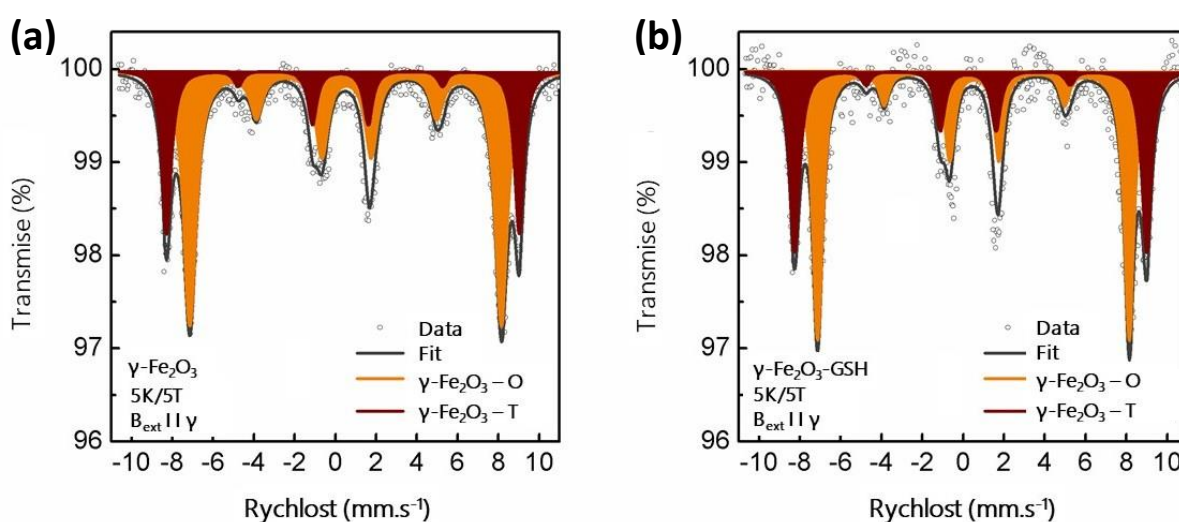 (a)
100
99
98
97
96
Transmise (%)
Data
Fit
γ-Fe₂O₃ – O
γ-Fe₂O₃ – T
γ-Fe₂O₃
5K/5T
Bₑₓₜ II γ
-10 -8 -6 -4 -2 0 2 4 6 8 10
Rychlost (mm.s⁻¹)
(b)
100
99
98
97
96
Transmise (%)
Data
Fit
γ-Fe₂O₃ – O
γ-Fe₂O₃ – T
γ-Fe₂O₃-GSH
5K/5T
Bₑₓₜ II γ
-10 -8 -6 -4 -2 0 2 4 6 8 10
Rychlost (mm.s⁻¹)